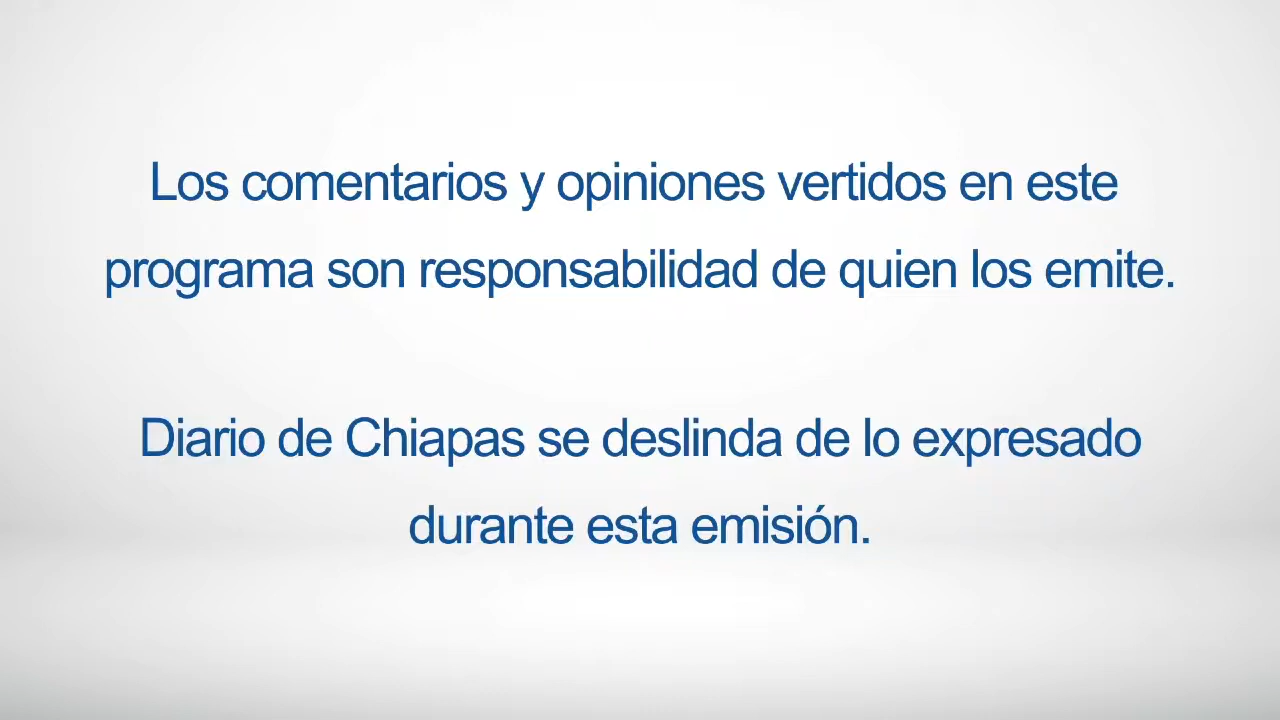 Los comentarios y opiniones vertidos en este
programa son responsabilidad de quien los emite.
Diario de Chiapas se deslinda de lo expresado
durante esta emisión.